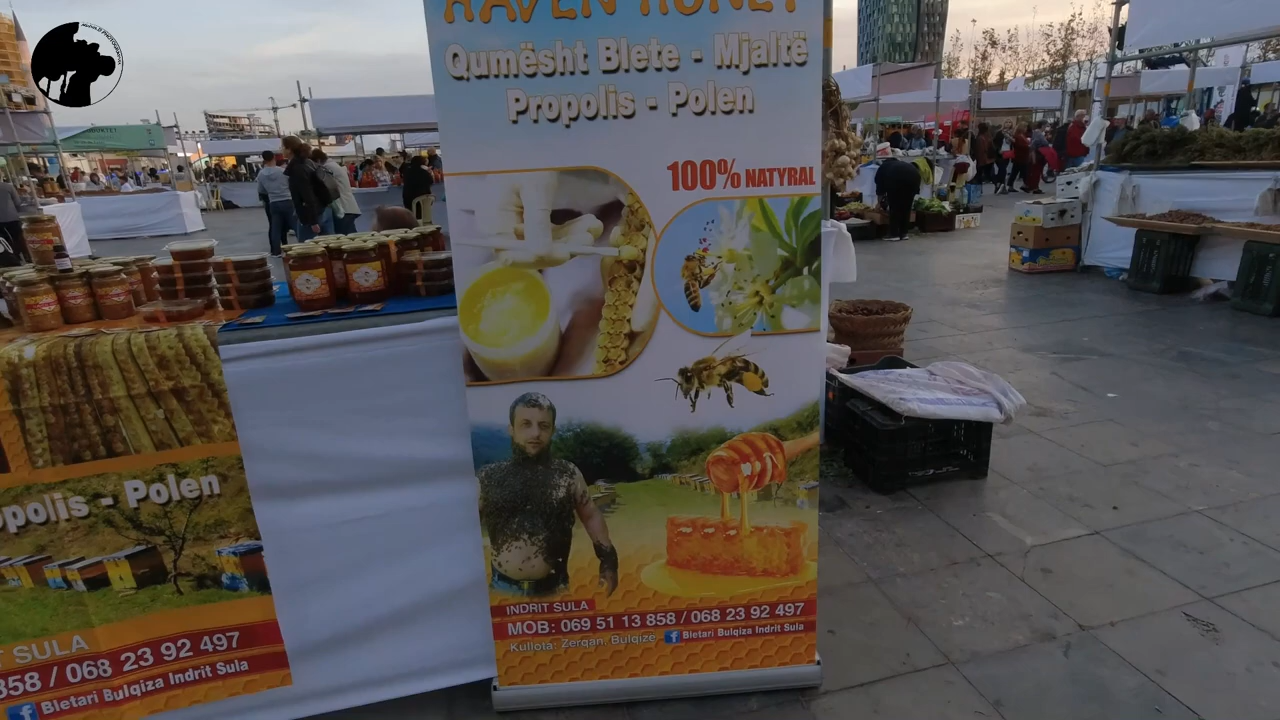 HAVEN HONEY
Qumësht Blete - Mjaltë
Propolis - Polen
100% NATYRAL
INDRIT SULA
MOB: 069 51 13 858 / 068 23 92 497
Kullota: Zerqan, Bulqize
Bletari Bulqiza Indrit Sula
opolis - Polen
T SULA
858 / 068 23 92 497
Bletari Bulqiza Indrit Sula